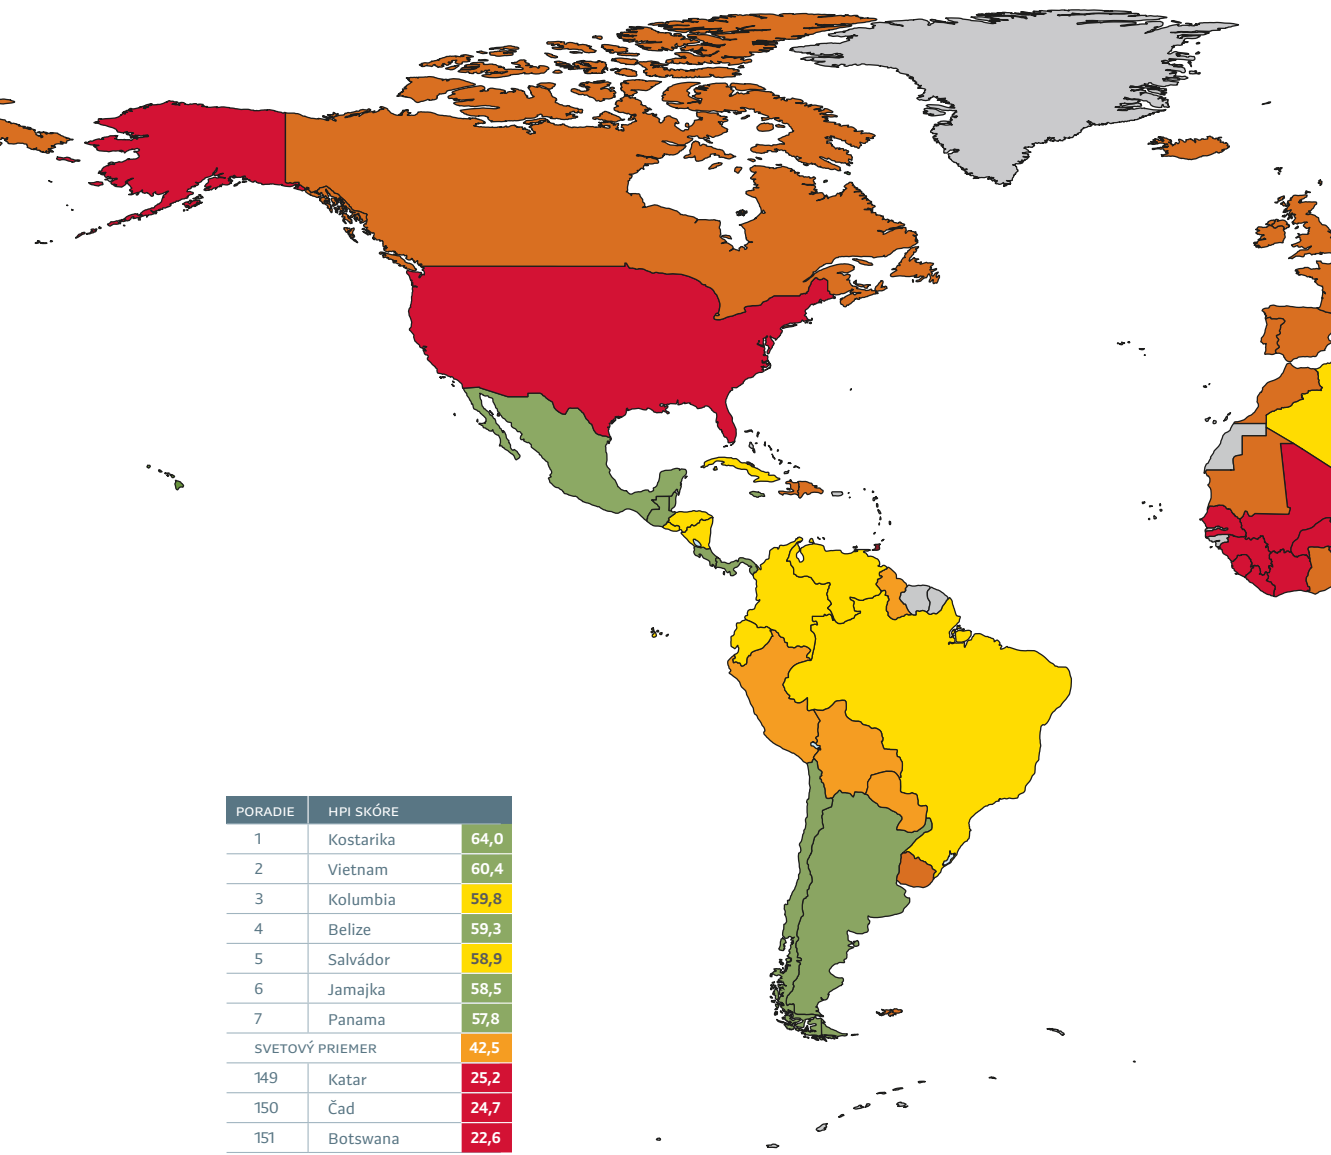 PORADIE HPI SKÓRE
1 Kostarika 64,0
2 Vietnam 60,4
3 Kolumbia 59,8
4 Belize 59,3
5 Salvádor 58,9
6 Jamajka 58,5
7 Panama 57,8
SVETOVÝ PRIEMER 42,5
149 Katar 25,2
150 Čad 24,7
151 Botswana 22,6